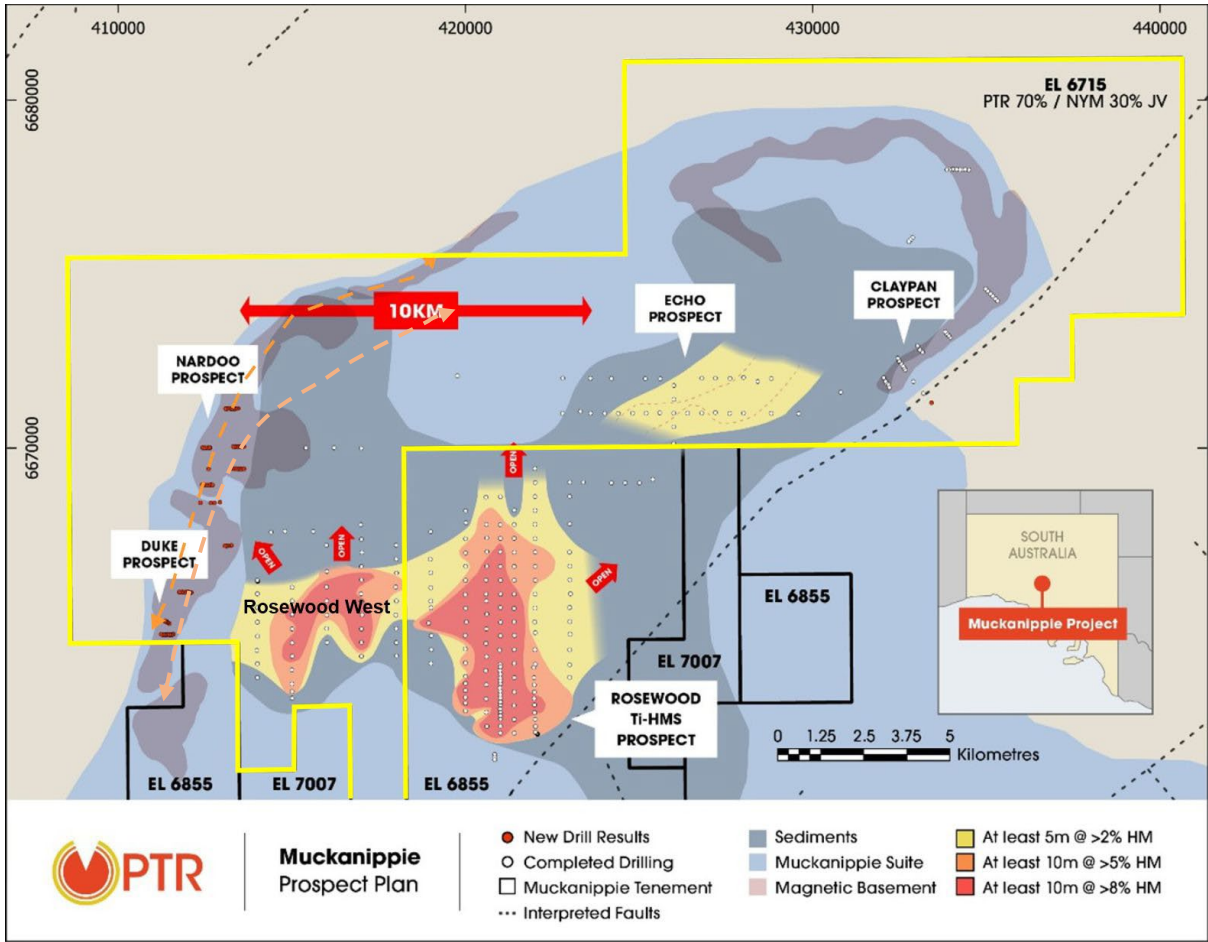 410000
420000
430000
440000
6680000
6670000
EL 6715
PTR 70% / NYM 30% JV
10KM
ECHO
PROSPECT
CLAYPAN
PROSPECT
NARDOO
PROSPECT
OPEN
DUKE
PROSPECT
OPEN
OPEN
OPEN
Rosewood West
SOUTH
AUSTRALIA
Muckanippie Project
EL 6855
EL 7007
ROSEWOOD
Ti-HMS
PROSPECT
0 1.25 2.5 3.75 5
Kilometres
EL 6855
EL 7007
EL 6855
PTR
Muckanippie
Prospect Plan
New Drill Results
Completed Drilling
Muckanippie Tenement
Interpreted Faults
Sediments
Muckanippie Suite
Magnetic Basement
At least 5m @ >2% HM
At least 10m @ >5% HM
At least 10m @ >8% HM